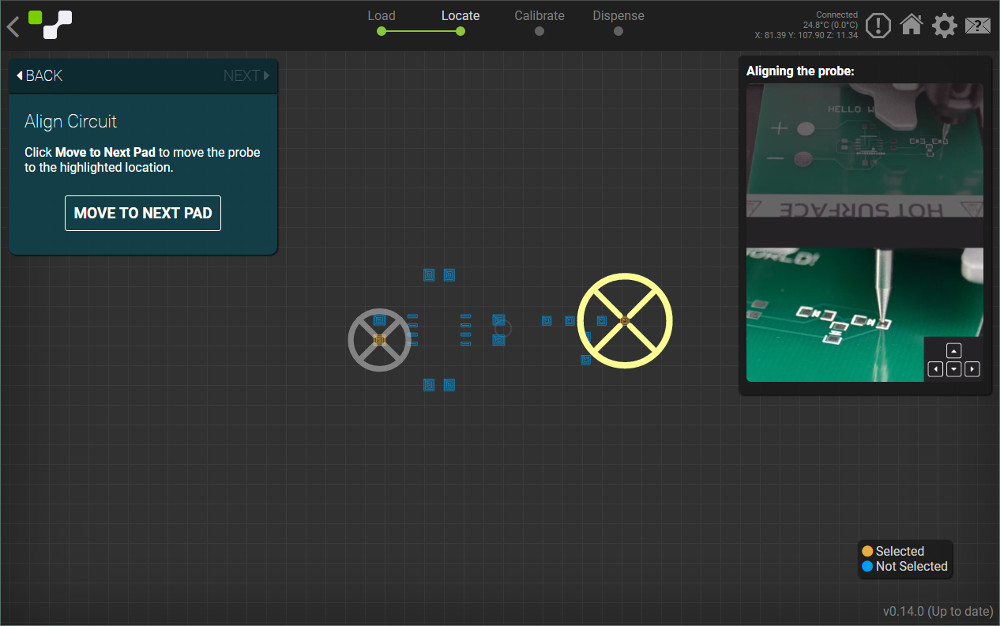 Load
Locate
Calibrate
Dispense
Connected
24.8°C (0.0°C)
X: 81.39 Y: 107.90 Z: 11.34
BACK
NEXT
Align Circuit
Click Move to Next Pad to move the probe
to the highlighted location.
MOVE TO NEXT PAD
Aligning the probe:
HELLO W
HOT SURFACE
WORLD!
Selected
Not Selected
v0.14.0 (Up to date)